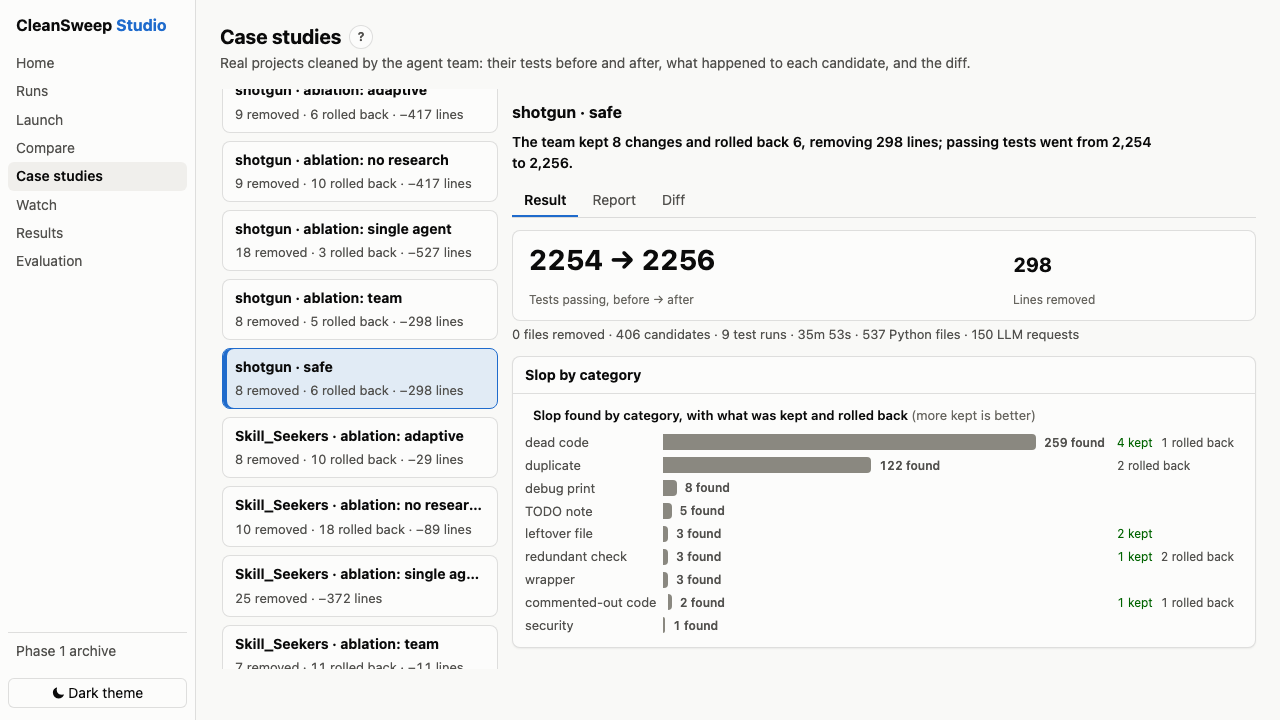 CleanSweep Studio
Home
Runs
Launch
Compare
Case studies
Watch
Results
Evaluation
Phase 1 archive
Dark theme
Case studies ?
Real projects cleaned by the agent team: their tests before and after, what happened to each candidate, and the diff.
shotgun · ablation: adaptive
9 removed · 6 rolled back · −417 lines
shotgun · ablation: no research
9 removed · 10 rolled back · −417 lines
shotgun · ablation: single agent
18 removed · 3 rolled back · −527 lines
shotgun · ablation: team
8 removed · 5 rolled back · −298 lines
shotgun · safe
8 removed · 6 rolled back · −298 lines
Skill_Seekers · ablation: adaptive
8 removed · 10 rolled back · −29 lines
Skill_Seekers · ablation: no resear...
10 removed · 18 rolled back · −89 lines
Skill_Seekers · ablation: single ag...
25 removed · −372 lines
Skill_Seekers · ablation: team
7 removed · 11 rolled back · −11 lines
shotgun · safe
The team kept 8 changes and rolled back 6, removing 298 lines; passing tests went from 2,254
to 2,256.
Result Report Diff
2254 → 2256
Tests passing, before → after
298
Lines removed
0 files removed · 406 candidates · 9 test runs · 35m 53s · 537 Python files · 150 LLM requests
Slop by category
Slop found by category, with what was kept and rolled back (more kept is better)
dead code 259 found 4 kept 1 rolled back
duplicate 122 found 2 rolled back
debug print 8 found
TODO note 5 found
leftover file 3 found 2 kept
redundant check 3 found 1 kept 2 rolled back
wrapper 3 found
commented-out code 2 found 1 kept 1 rolled back
security 1 found